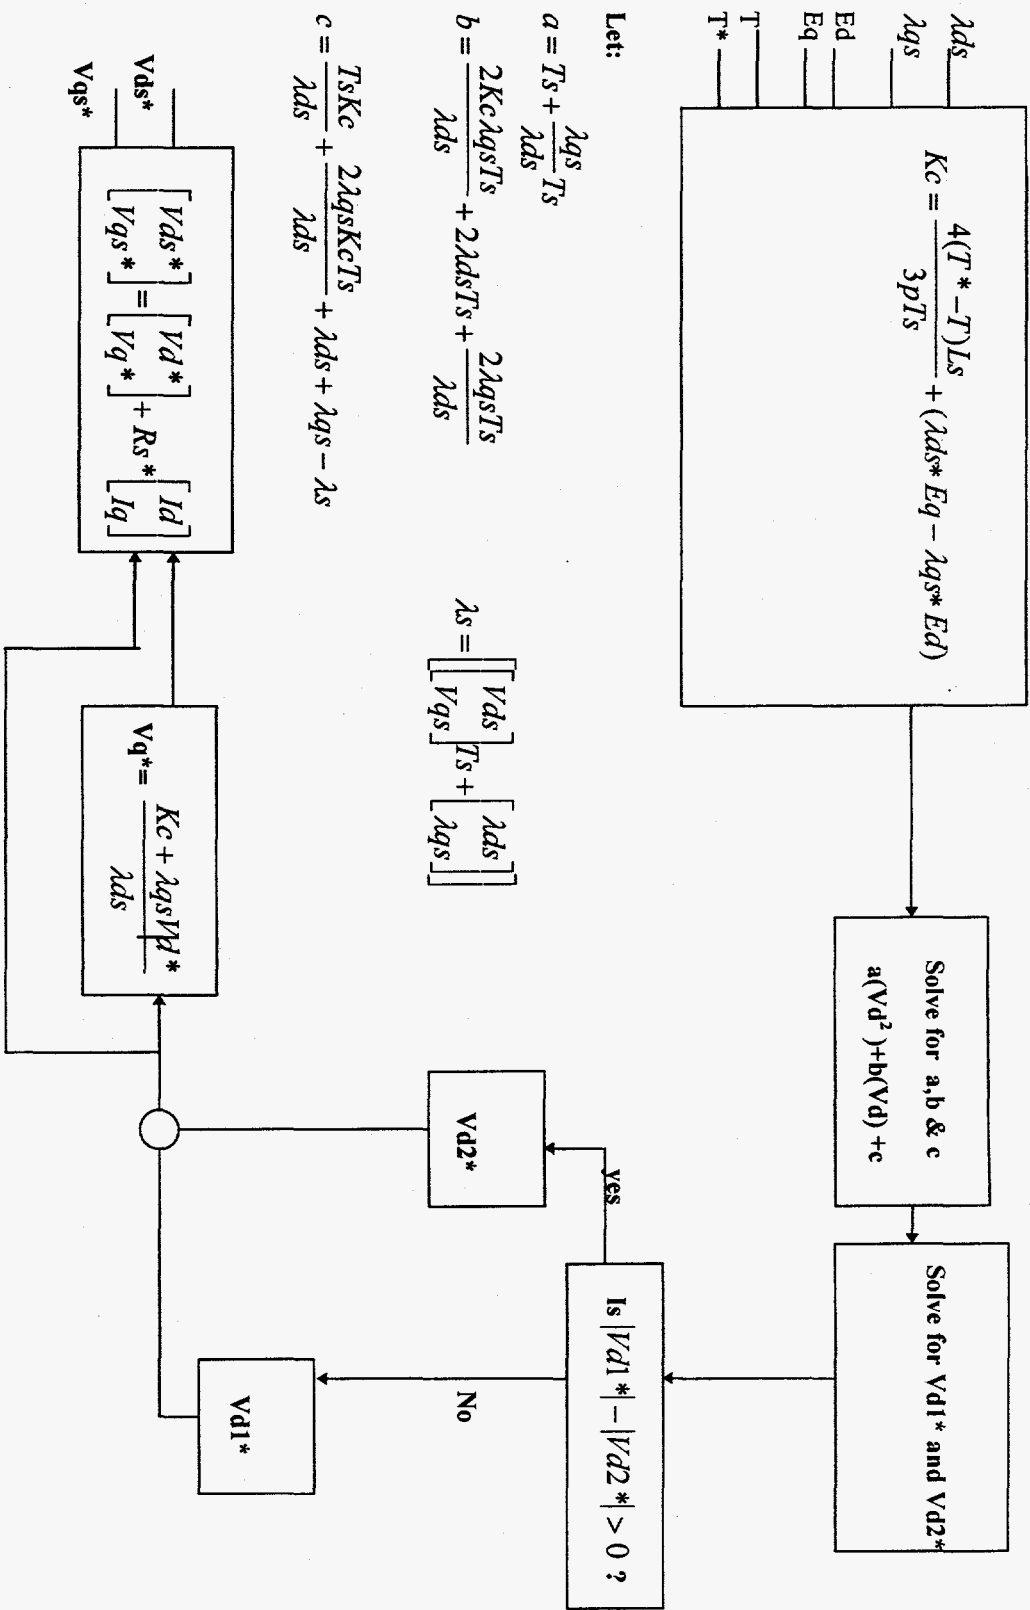 λds
λqs
Ed
Eq
T
T*
Kc = 4(T* -T)Ls / 3pTs + (λds* Eq - λqs* Ed)
Solve for a,b & c
a(Vd²)+b(Vd) +c
Solve for Vd1* and Vd2*
Is |Vd1*| - |Vd2*| > 0 ?
yes
No
Vd2*
Vd1*
Let:
a = Ts + λqs / λds Ts
b = 2KcλqsTs / λds + 2λdsTs + 2λqsTs / λds
c = TsKc / λds + 2λqsKcTs / λds + λds + λqs - λs
λs = [[Vds Vqs] Ts + [λds λqs]]
Vq*= Kc + λqsVd* / λds
[Vds* Vqs*] = [Vd* Vq*] + Rs* [Id Iq]
Vds*
Vqs*